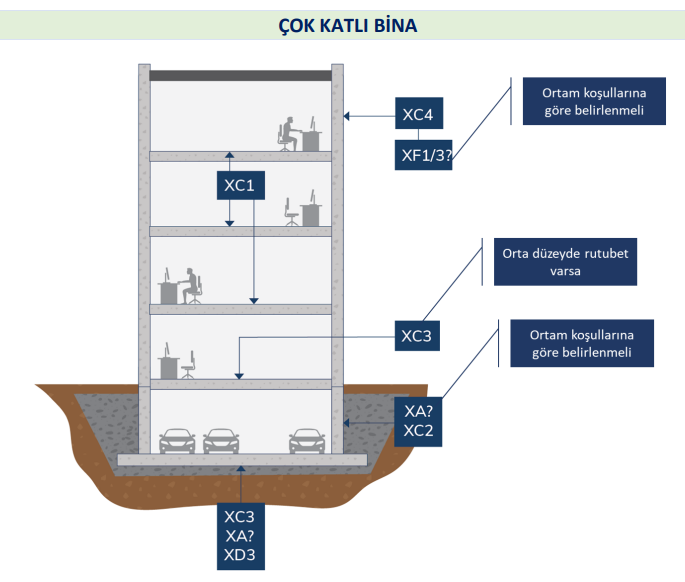 ÇOK KATLI BİNA
XC4
XF1/3?
Ortam koşullarına
göre belirlenmeli
XC1
Orta düzeyde rutubet
varsa
XC3
Ortam koşullarına
göre belirlenmeli
XA?
XC2
XC3
XA?
XD3